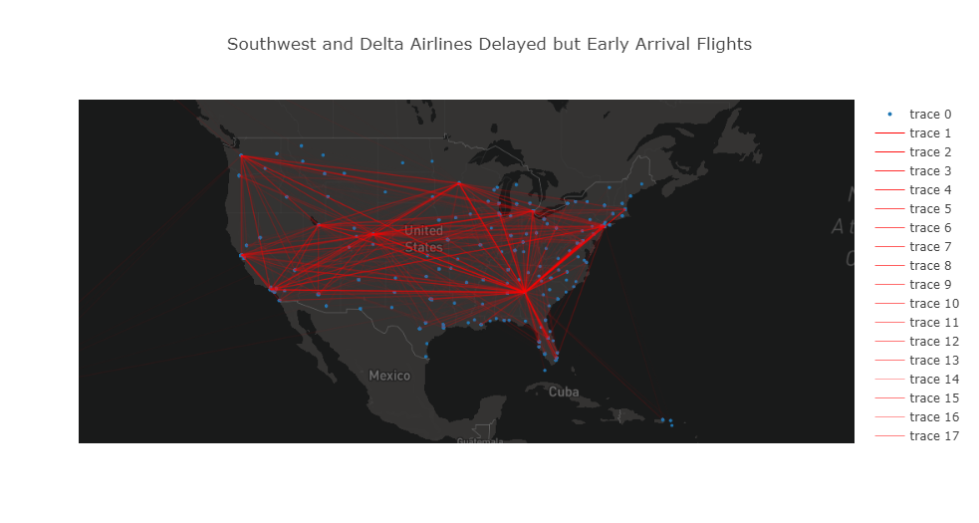 Southwest and Delta Airlines Delayed but Early Arrival Flights
trace 0
trace 1
trace 2
trace 3
trace 4
trace 5
trace 6
trace 7
trace 8
trace 9
trace 10
trace 11
trace 12
trace 13
trace 14
trace 15
trace 16
trace 17
United
States
Mexico
Cuba
Guatemala